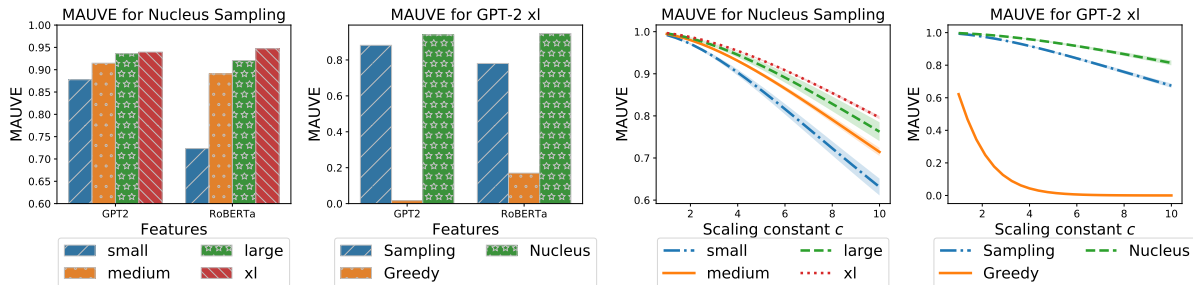 MAUVE for Nucleus Sampling
MAUVE
1.00
0.95
0.90
0.85
0.80
0.75
0.70
0.65
0.60
GPT2 RoBERTa
Features
small large
medium xl
MAUVE for GPT-2 xl
MAUVE
0.8
0.6
0.4
0.2
0.0
GPT2 RoBERTa
Features
Sampling Nucleus
Greedy
MAUVE for Nucleus Sampling
MAUVE
1.0
0.9
0.8
0.7
0.6
2 4 6 8 10
Scaling constant c
small large
medium xl
MAUVE for GPT-2 xl
MAUVE
1.0
0.8
0.6
0.4
0.2
0.0
2 4 6 8 10
Scaling constant c
Sampling Nucleus
Greedy